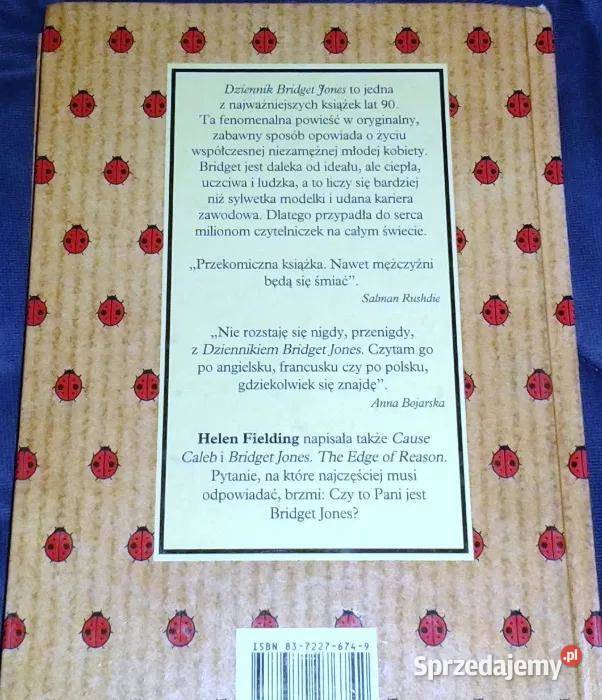 Dziennik Bridget Jones to jedna
z najważniejszych książek lat 90.
Ta fenomenalna powieść w oryginalny,
zabawny sposób opowiada o życiu
współczesnej niezamężnej młodej kobiety.
Bridget jest daleka od ideału, ale ciepła,
uczciwa i ludzka, a to liczy się bardziej
niż sylwetka modelki i udana kariera
zawodowa. Dlatego przypadła do serca
milionom czytelniczek na całym świecie.
„Przekomiczna książka. Nawet mężczyźni
będą się śmiać”.
Salman Rushdie
„Nie rozstaję się nigdy, przenigdy,
z Dziennikiem Bridget Jones. Czytam go
po angielsku, francusku czy po polsku,
gdziekolwiek się znajdę”.
Anna Bojarska
Helen Fielding napisała także Cause
Caleb i Bridget Jones. The Edge of Reason.
Pytanie, na które najczęściej musi
odpowiadać, brzmi: Czy to Pani jest
Bridget Jones?
ISBN 83-7227-674-9
Sprzedajemy.pl